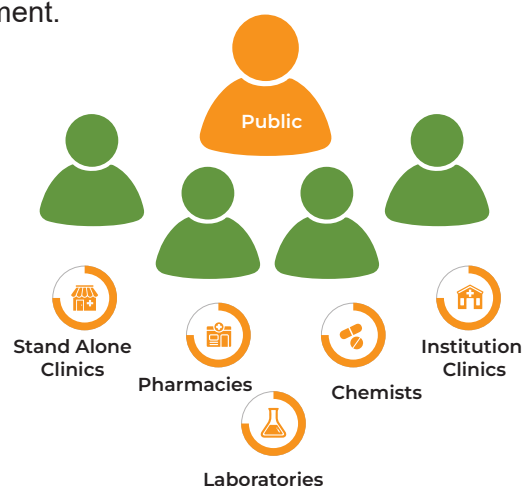 ment.
Public
Stand Alone
Clinics
Pharmacies
Chemists
Institution
Clinics
Laboratories